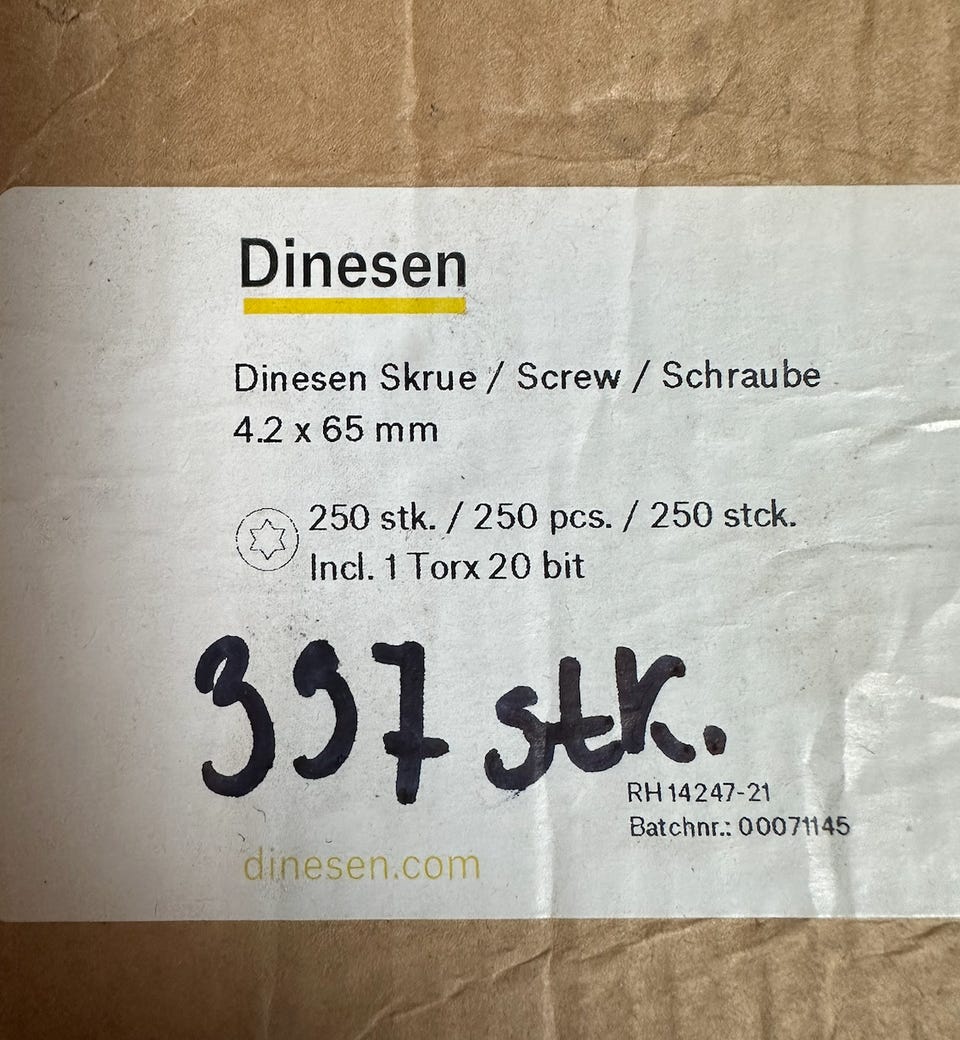 Dinesen
Dinesen Skrue / Screw / Schraube
4.2 x 65 mm
250 stk. / 250 pcs. / 250 stck.
Incl. 1 Torx 20 bit
397 stk.
RH 14247-21
Batchnr.: 00071145
dinesen.com